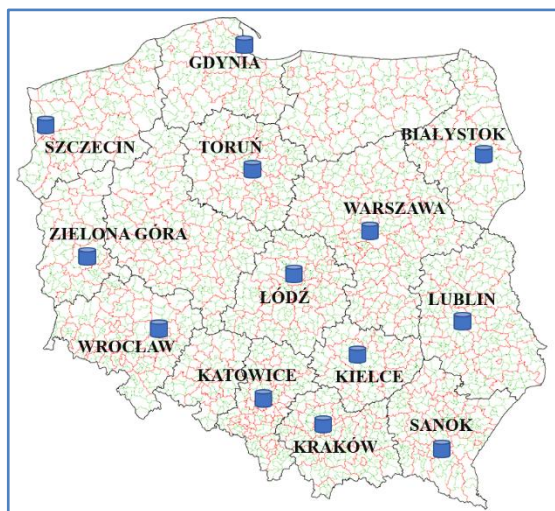 GDYNIA
SZCZECIN
TORUŃ
BIAŁYSTOK
WARSZAWA
ZIELONA GÓRA
ŁÓDŹ
LUBLIN
WROCŁAW
KATOWICE
KIELCE
SANOK
KRAKÓW